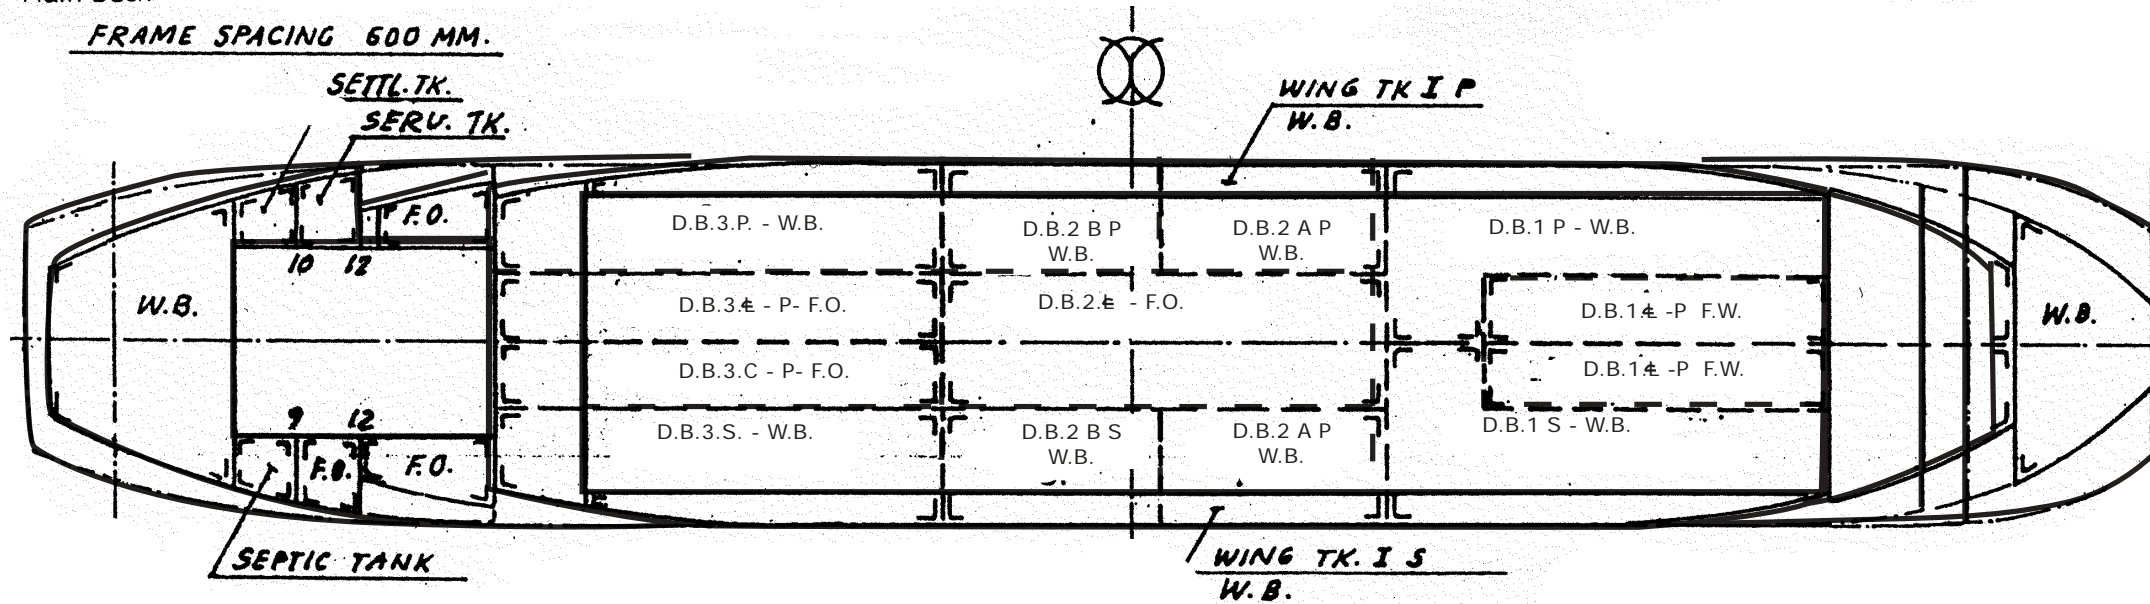 FRAME SPACING 600 MM.
SETTL. TK.
SERV. TK.
WING TK I P
W.B.
F.O.
10 12
W.B.
D.B.3.P. - W.B.
D.B.2 B P
W.B.
D.B.2 A P
W.B.
D.B.1 P - W.B.
D.B.3.℄ - P- F.O.
D.B.2.℄ - F.O.
D.B.1 ℄ -P F.W.
W.B.
D.B.3.C - P- F.O.
D.B.1 ℄ -P F.W.
9 12
F.O.
F.O.
D.B.3.S. - W.B.
D.B.2 B S
W.B.
D.B.2 A P
W.B.
D.B.1 S - W.B.
SEPTIC TANK
WING TK. I S
W.B.